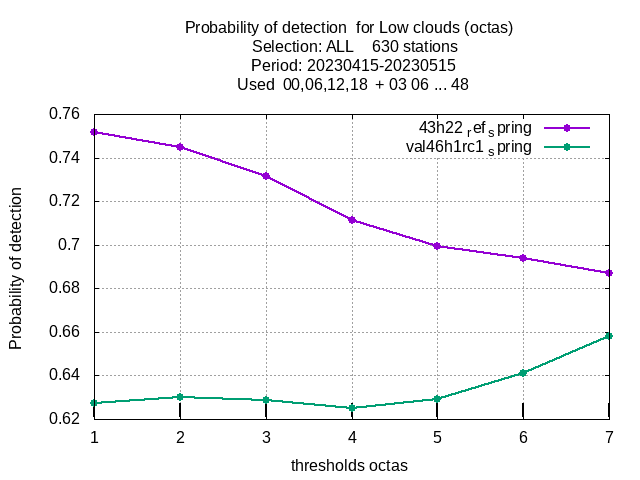 Probability of detection  for Low clouds (octas)
Selection: ALL    630 stations
Period: 20230415-20230515
Used  00,06,12,18  + 03 06 ... 48
43h22 ref spring
val46h1rc1 spring
0.76
0.74
0.72
0.7
0.68
0.66
0.64
0.62
Probability of detection
1 2 3 4 5 6 7
thresholds octas